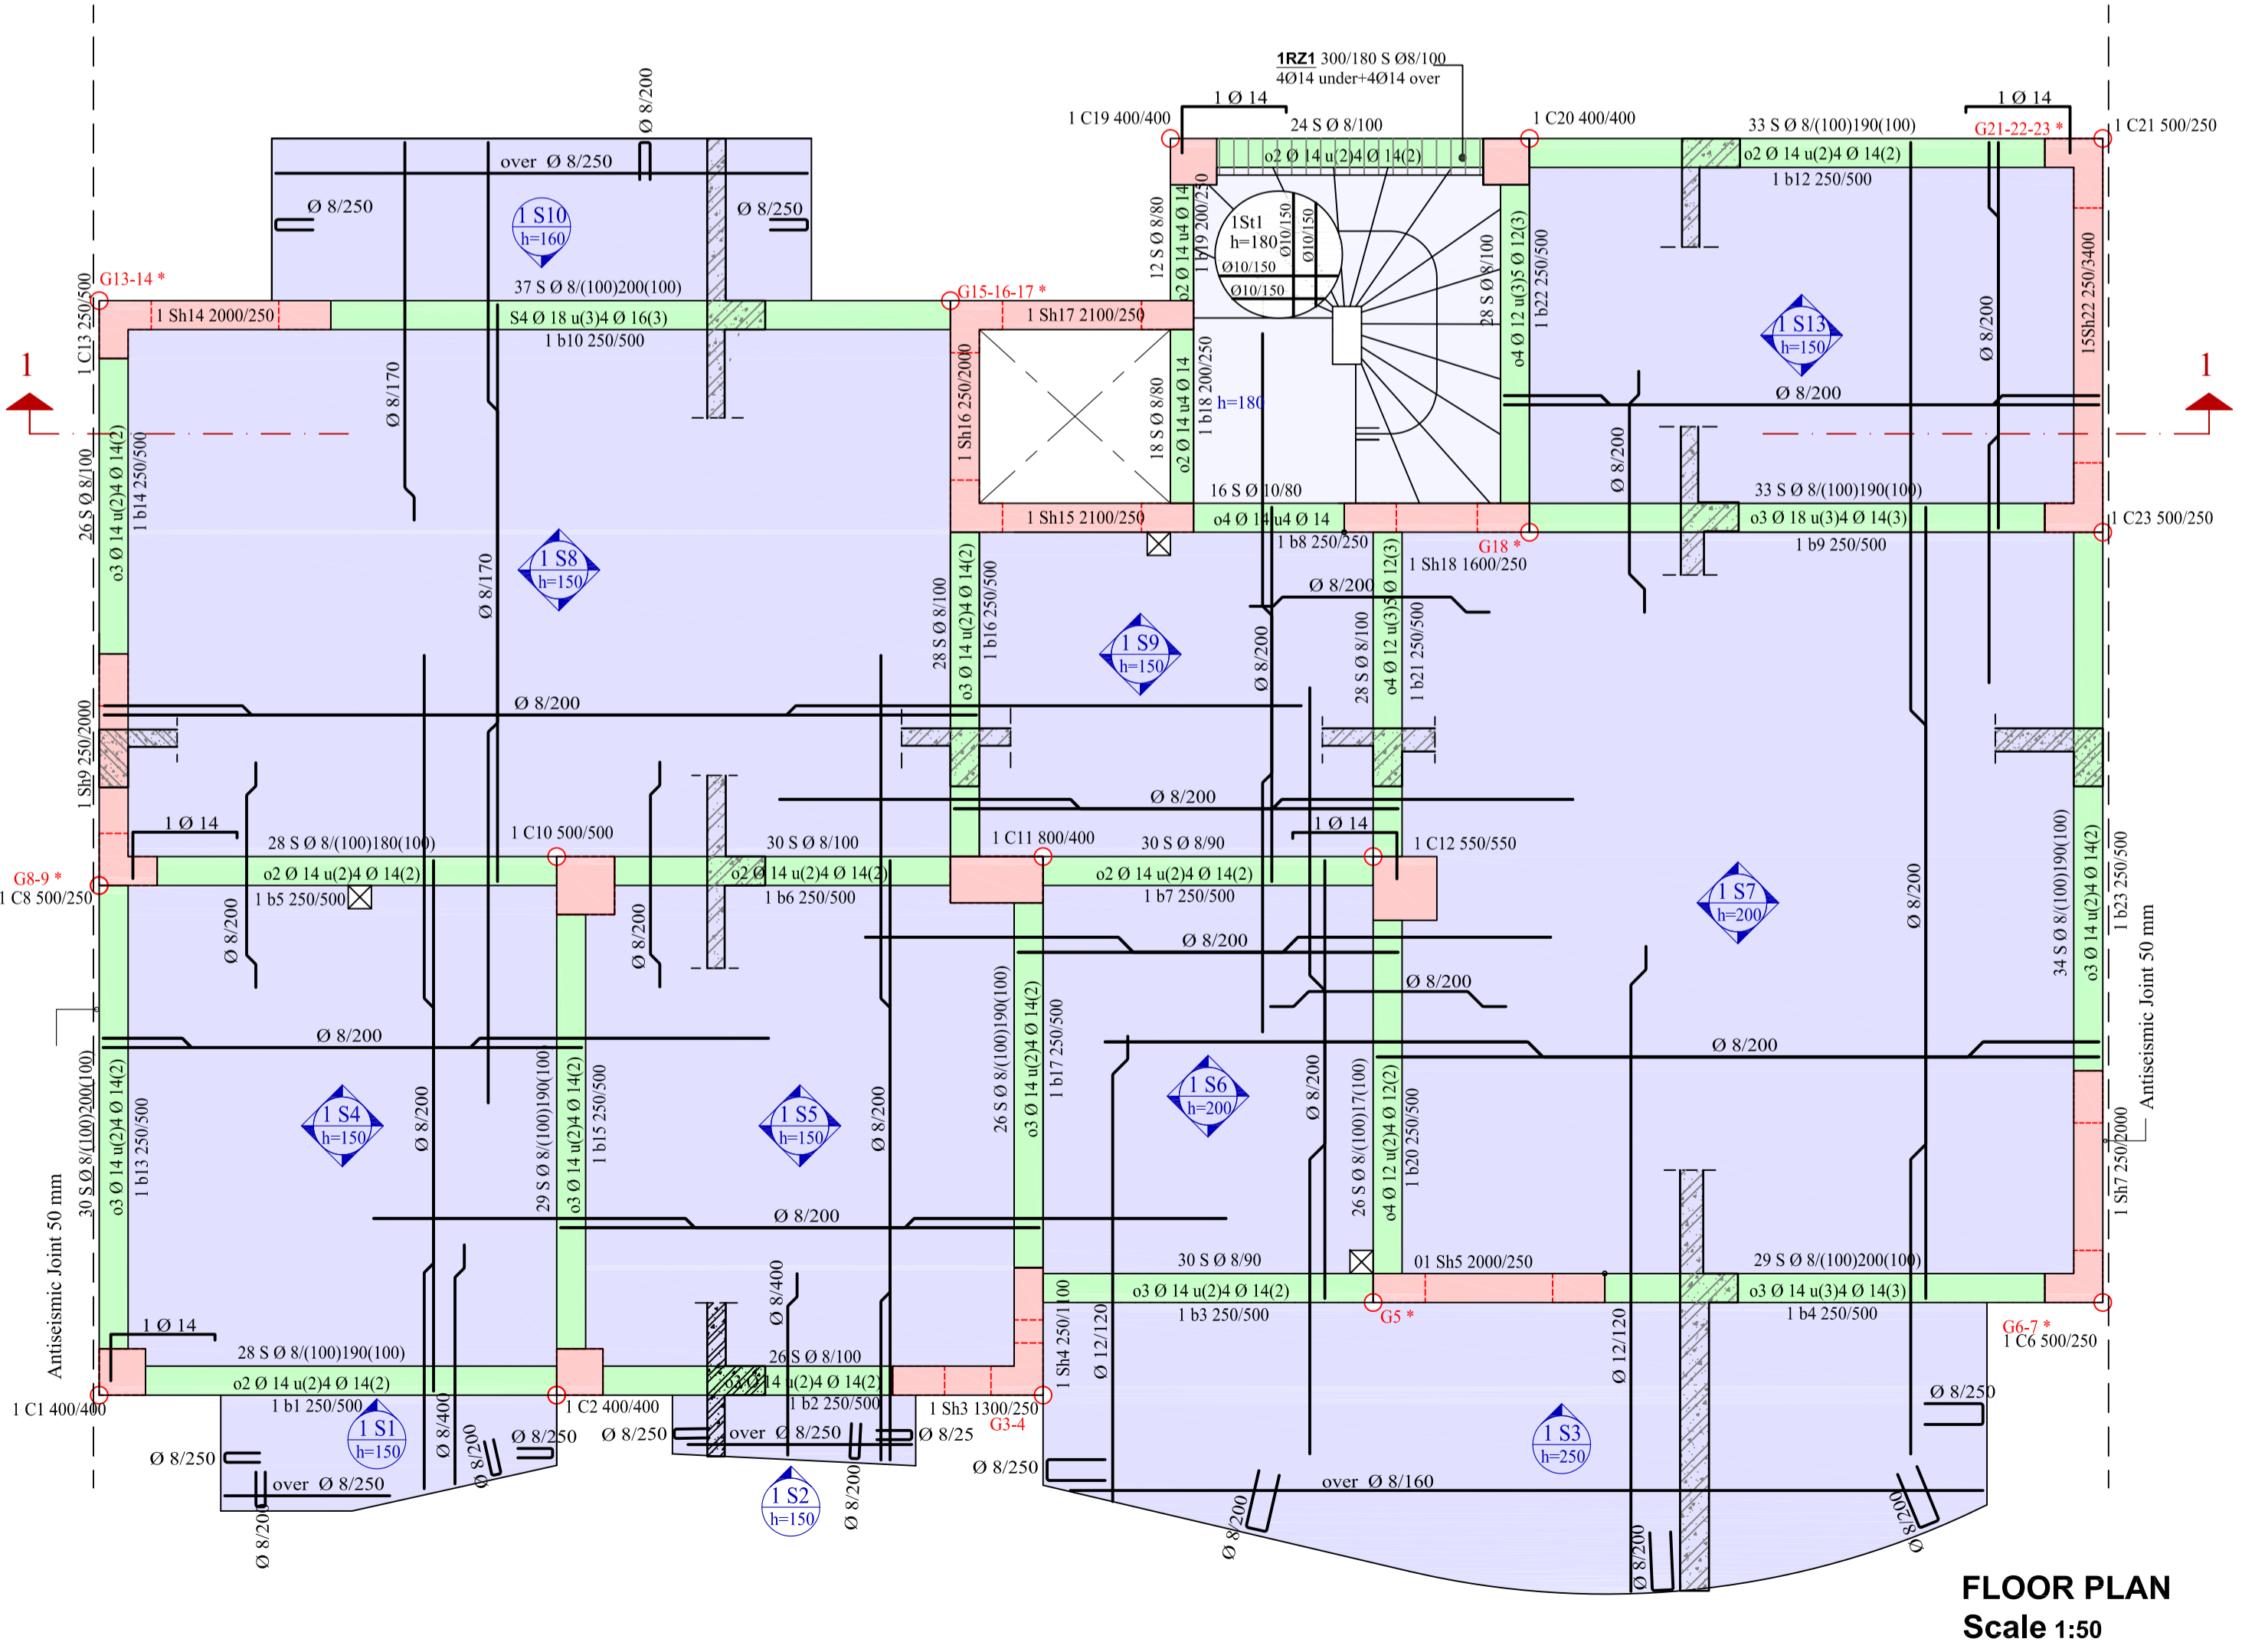 1RZ1 300/180 S Ø8/100
4Ø14 under+4Ø14 over
1 Ø 14
1 Ø 14
1 C19 400/400
24 S Ø 8/100
1 C20 400/400
33 S Ø 8/(100)190(100)
G21-22-23 *
1 C21 500/250
Ø 8/200
over Ø 8/250
o2 Ø 14 u(2)4 Ø 14(2)
o2 Ø 14 u(2)4 Ø 14(2)
1 b12 250/500
Ø 8/250
1 S10
h=160
Ø 8/250
12 S Ø 8/80
o2 Ø 14 u4 Ø 14
1 b19 200/250
1St1
h=180
Ø10/150
Ø10/150
Ø10/150
Ø10/150
28 S Ø 8/100
o4 Ø 12 u(3)5 Ø 12(3)
1 b22 250/500
G13-14 *
37 S Ø 8/(100)200(100)
G15-16-17 *
1 C13 250/500
1 Sh14 2000/250
S4 Ø 18 u(3)4 Ø 16(3)
1 b10 250/500
1 Sh17 2100/250
1 S13
h=150
Ø 8/200
15Sh22 250/3400
1
1
Ø 8/170
1 Sh16 250/2000
18 S Ø 8/80
o2 Ø 14 u4 Ø 14
1 b18 200/250
h=180
Ø 8/200
26 S Ø 8/100
o3 Ø 14 u(2)4 Ø 14(2)
1 b14 250/500
Ø 8/200
16 S Ø 10/80
33 S Ø 8/(100)190(100)
1 Sh15 2100/250
o4 Ø 14 u4 Ø 14
1 b8 250/250
G18 *
1 Sh18 1600/250
o3 Ø 18 u(3)4 Ø 14(3)
1 b9 250/500
1 C23 500/250
1 S8
h=150
Ø 8/170
28 S Ø 8/100
o3 Ø 14 u(2)4 Ø 14(2)
1 b16 250/500
Ø 8/200
1 S9
h=150
Ø 8/200
28 S Ø 8/100
o4 Ø 12 u(3)5 Ø 12(3)
1 b21 250/500
1 Sh9 250/2000
Ø 8/200
Ø 8/200
1 Ø 14
28 S Ø 8/(100)180(100)
1 C10 500/500
30 S Ø 8/100
1 C11 800/400
30 S Ø 8/90
1 Ø 14
1 C12 550/550
G8-9 *
1 C8 500/250
o2 Ø 14 u(2)4 Ø 14(2)
1 b5 250/500
o2 Ø 14 u(2)4 Ø 14(2)
1 b6 250/500
o2 Ø 14 u(2)4 Ø 14(2)
1 b7 250/500
1 S7
h=200
Ø 8/200
34 S Ø 8/(100)190(100)
o3 Ø 14 u(2)4 Ø 14(2)
1 b23 250/500
Ø 8/200
Ø 8/200
Ø 8/200
Ø 8/200
Antiseismic Joint 50 mm
Ø 8/200
26 S Ø 8/(100)190(100)
o3 Ø 14 u(2)4 Ø 14(2)
1 b17 250/500
Ø 8/200
30 S Ø 8/(100)200(100)
o3 Ø 14 u(2)4 Ø 14(2)
1 b13 250/500
1 S4
h=150
Ø 8/200
29 S Ø 8/(100)190(100)
o3 Ø 14 u(2)4 Ø 14(2)
1 b15 250/500
1 S5
h=150
Ø 8/200
1 S6
h=200
Ø 8/200
26 S Ø 8/(100)17(100)
o4 Ø 12 u(2)4 Ø 12(2)
1 b20 250/500
1 Sh7 250/2000
Antiseismic Joint 50 mm
Ø 8/200
Ø 8/400
30 S Ø 8/90
01 Sh5 2000/250
29 S Ø 8/(100)200(100)
o3 Ø 14 u(2)4 Ø 14(2)
1 b3 250/500
G5 *
o3 Ø 14 u(3)4 Ø 14(3)
1 b4 250/500
G6-7 *
1 C6 500/250
1 Ø 14
28 S Ø 8/(100)190(100)
26 S Ø 8/100
1 Sh4 250/1100
Ø 12/120
Ø 12/120
o2 Ø 14 u(2)4 Ø 14(2)
1 b1 250/500
o2 Ø 14 u(2)4 Ø 14(2)
1 b2 250/500
1 C1 400/400
1 C2 400/400
1 Sh3 1300/250
G3-4
1 S1
h=150
Ø 8/400
Ø 8/200
Ø 8/250
Ø 8/250
over Ø 8/250
Ø 8/25
Ø 8/250
Ø 8/250
over Ø 8/250
Ø 8/200
1 S2
h=150
Ø 8/200
Ø 8/250
over Ø 8/160
1 S3
h=250
Ø 8/250
Ø 8/200
Ø 8/200
Ø 8/200
FLOOR PLAN
Scale 1:50